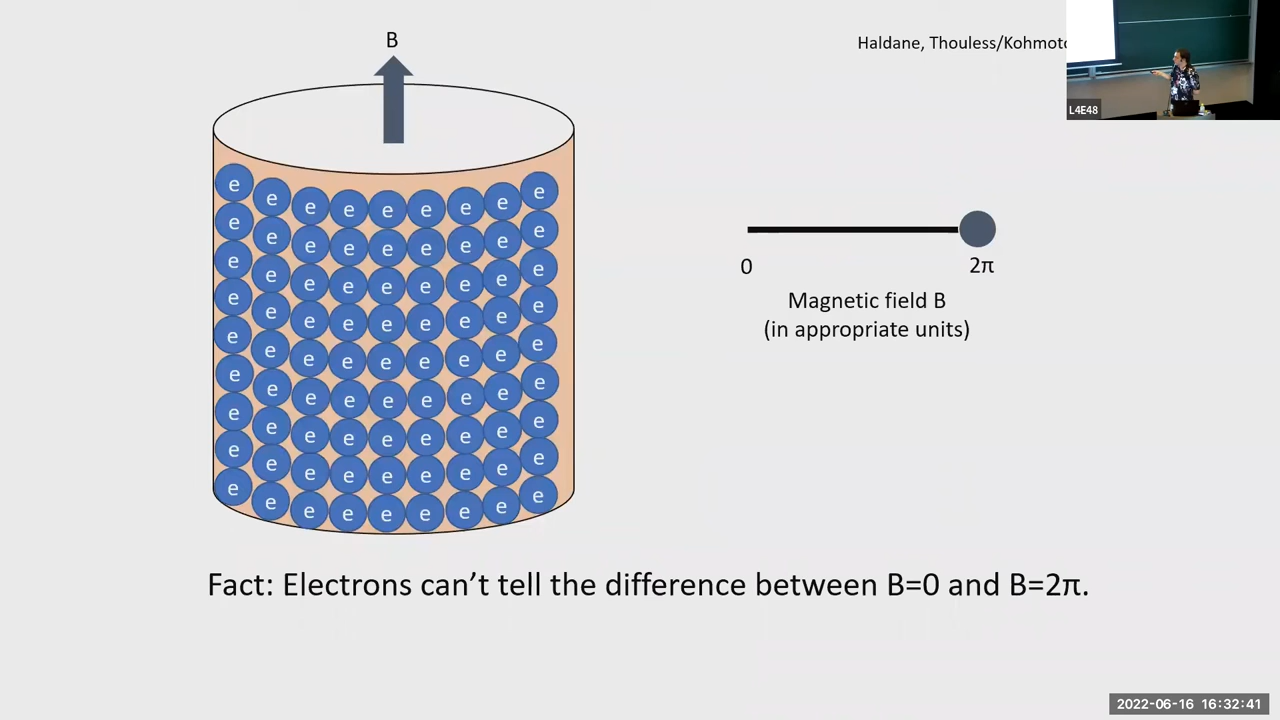 B
Haldane, Thouless/Kohmoto
L4E48
e e e e e e e e e
e e e e e e e e e
e e e e e e e e e
e e e e e e e e e
e e e e e e e e e
e e e e e e e e e
e e e e e e e e e
e e e e e e e e e
e e e e e e e e e
0 2π
Magnetic field B
(in appropriate units)
Fact: Electrons can’t tell the difference between B=0 and B=2π.
2022-06-16 16:32:41